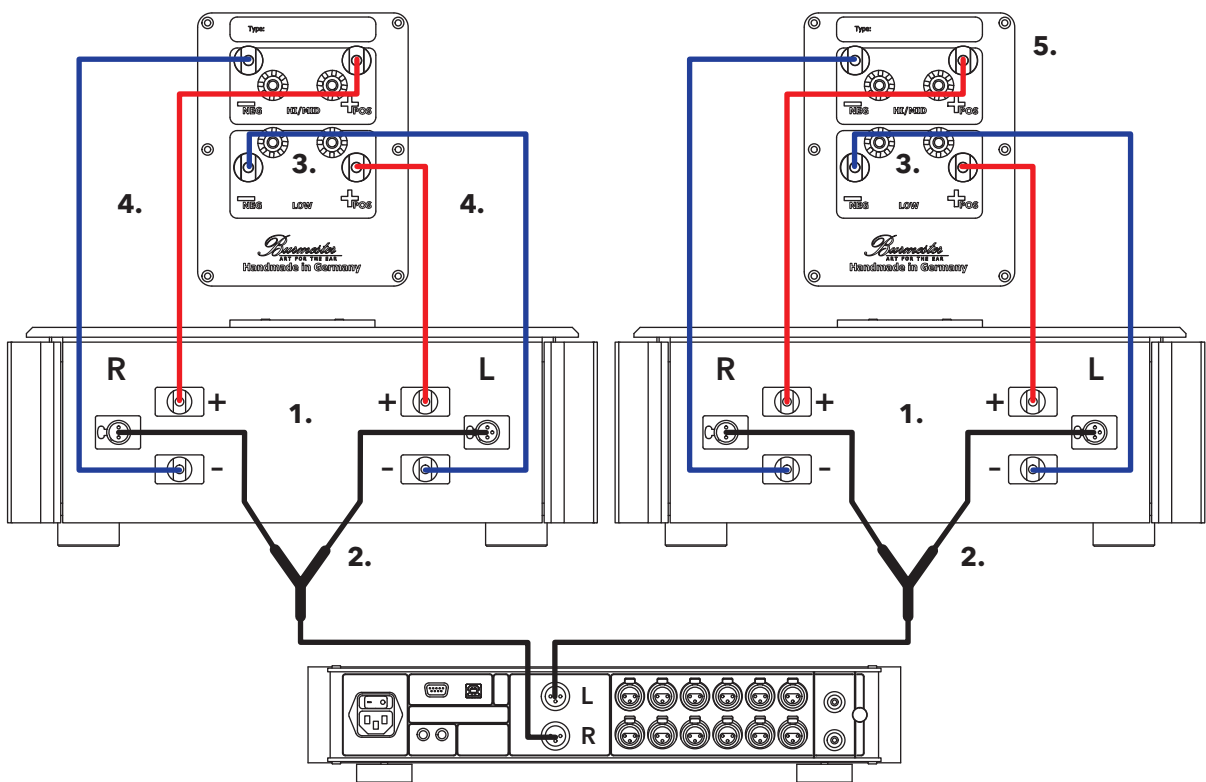 Type:
NEG HI/MID POS
3.
NEG LOW POS
Burmester
ART FOR THE EAR
Handmade in Germany
4.
4.
R
L
+
+
-
-
1.
2.
Type:
5.
NEG HI/MID POS
3.
NEG LOW POS
Burmester
ART FOR THE EAR
Handmade in Germany
R
L
+
+
-
-
1.
2.
L
R